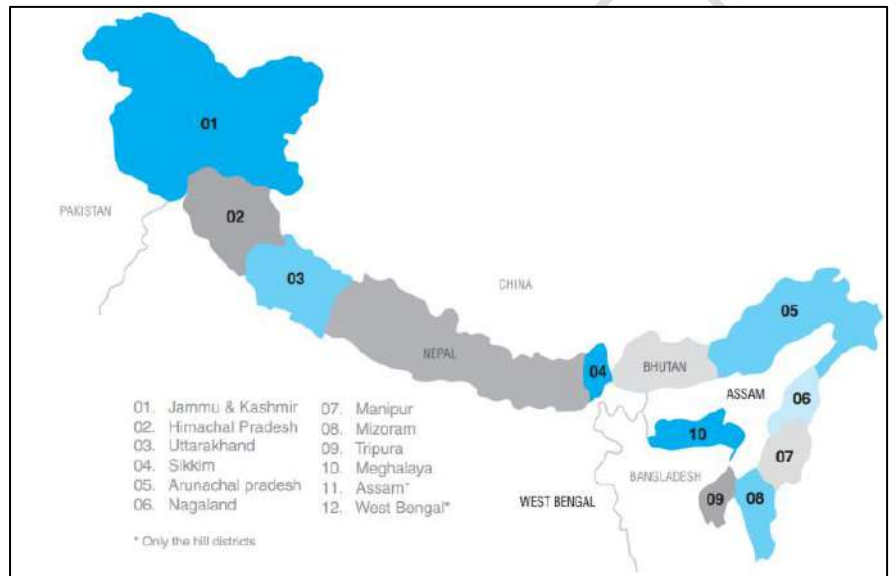 01
PAKISTAN
02
03
CHINA
05
NEPAL
04
BHUTAN
ASSAM
06
10
07
BANGLADESH
WEST BENGAL
09
08
01. Jammu & Kashmir
02. Himachal Pradesh
03. Uttarakhand
04. Sikkim
05. Arunachal pradesh
06. Nagaland
07. Manipur
08. Mizoram
09. Tripura
10. Meghalaya
11. Assam*
12. West Bengal*
* Only the hill districts